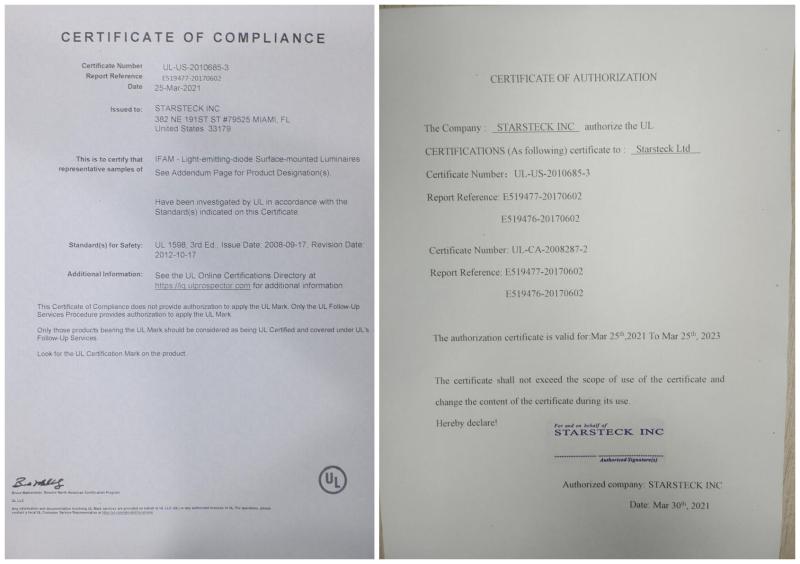 CERTIFICATE OF COMPLIANCE
Certificate Number UL-US-2010685-3
Report Reference E519477-20170602
Date 25-Mar-2021
Issued to: STARSTECK INC
382 NE 191ST ST #79525 MIAMI, FL
United States 33179
This is to certify that IFAM - Light-emitting-diode Surface-mounted Luminaires
representative samples of See Addendum Page for Product Designation(s).
Have been investigated by UL in accordance with the
Standard(s) indicated on this Certificate.
Standard(s) for Safety: UL 1598, 3rd Ed., Issue Date: 2008-09-17, Revision Date:
2012-10-17
Additional Information: See the UL Online Certifications Directory at
https://iq.ulprospector.com for additional information
This Certificate of Compliance does not provide authorization to apply the UL Mark. Only the UL Follow-Up
Services Procedure provides authorization to apply the UL Mark.
Only those products bearing the UL Mark should be considered as being UL Certified and covered under UL's
Follow-Up Services.
Look for the UL Certification Mark on the product.
Director North American Certification Program
UL LLC
UL
CERTIFICATE OF AUTHORIZATION
The Company : STARSTECK INC authorize the UL
CERTIFICATIONS (As following) certificate to : Starsteck Ltd
Certificate Number: UL-US-2010685-3
Report Reference: E519477-20170602
E519476-20170602
Certificate Number: UL-CA-2008287-2
Report Reference: E519477-20170602
E519476-20170602
The authorization certificate is valid for:Mar 25th,2021 To Mar 25th, 2023
The certificate shall not exceed the scope of use of the certificate and
change the content of the certificate during its use.
Hereby declare!
For and on behalf of
STARSTECK INC
Authorized Signature(s)
Authorized company: STARSTECK INC
Date: Mar 30th, 2021